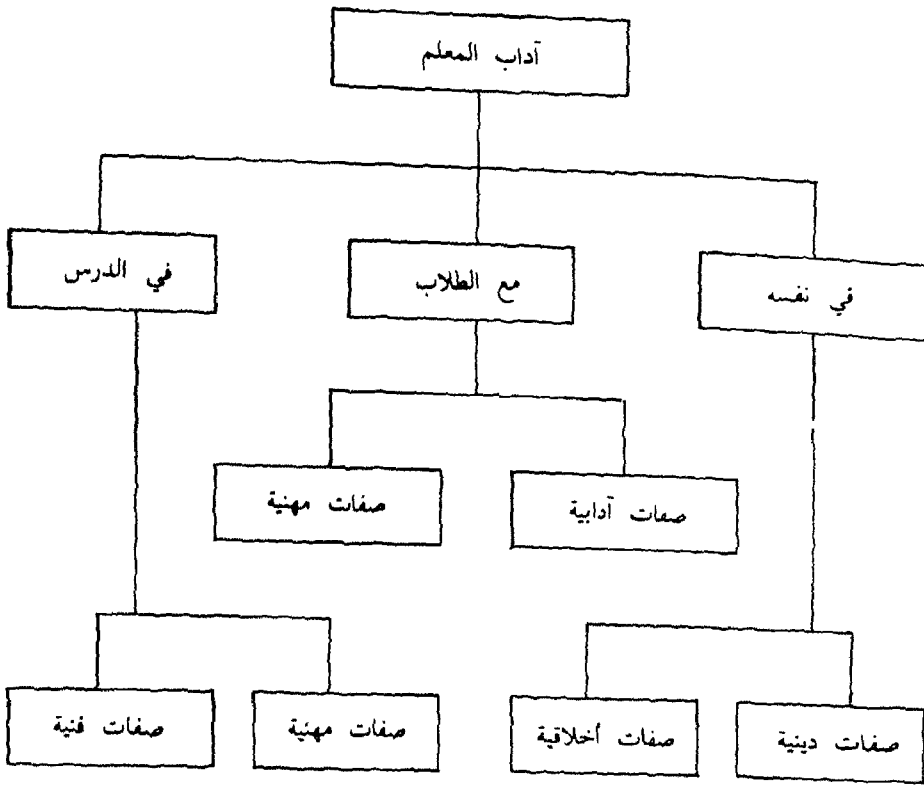 آداب المعلم
في نفسه
مع الطلاب
في الدرس
صفات آدابية
صفات مهنية
صفات دينية
صفات أخلاقية
صفات مهنية
صفات فنية